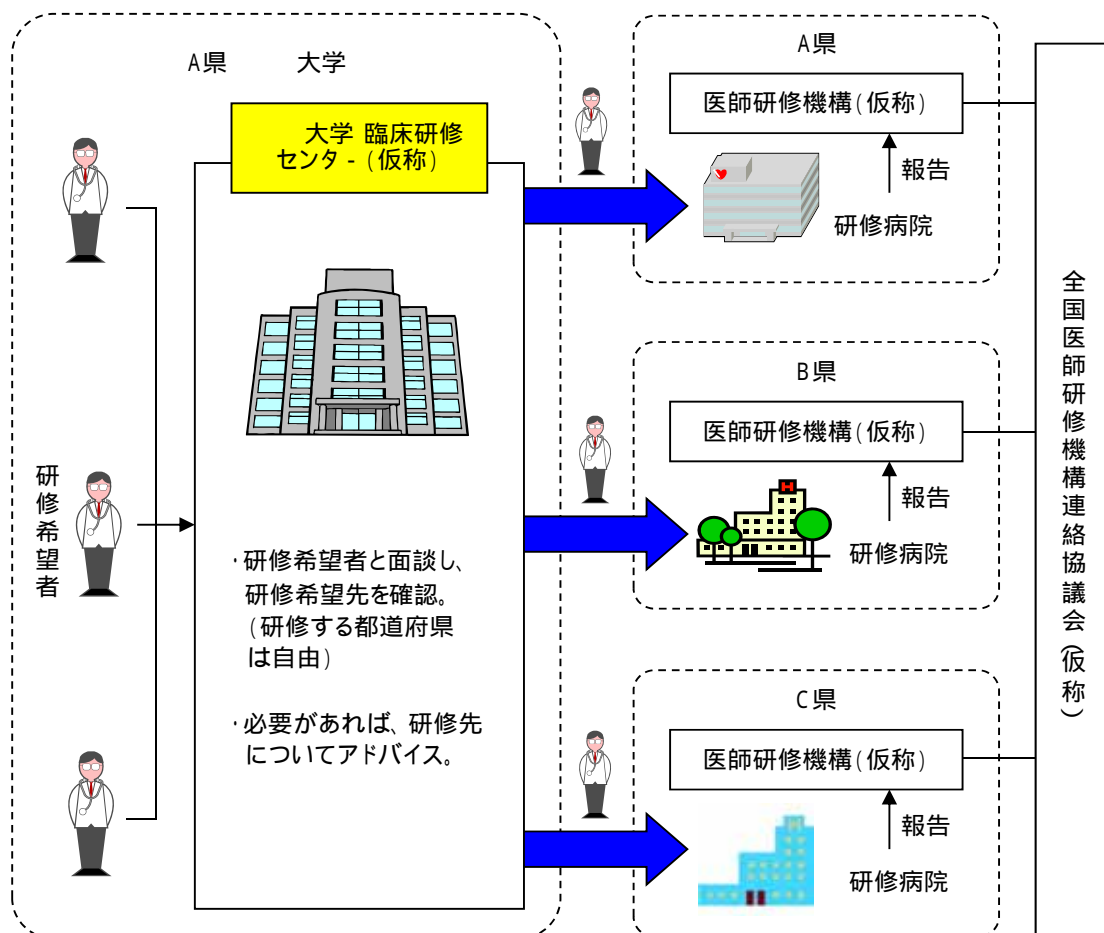 A県 大学
大学 臨床研修
センタ-(仮称)
研修希望者
・研修希望者と面談し、
研修希望先を確認。
(研修する都道府県
は自由)
・必要があれば、研修先
についてアドバイス。
A県
医師研修機構(仮称)
報告
研修病院
B県
医師研修機構(仮称)
H
報告
研修病院
C県
医師研修機構(仮称)
報告
研修病院
全国医師研修機構連絡協議会(仮称)